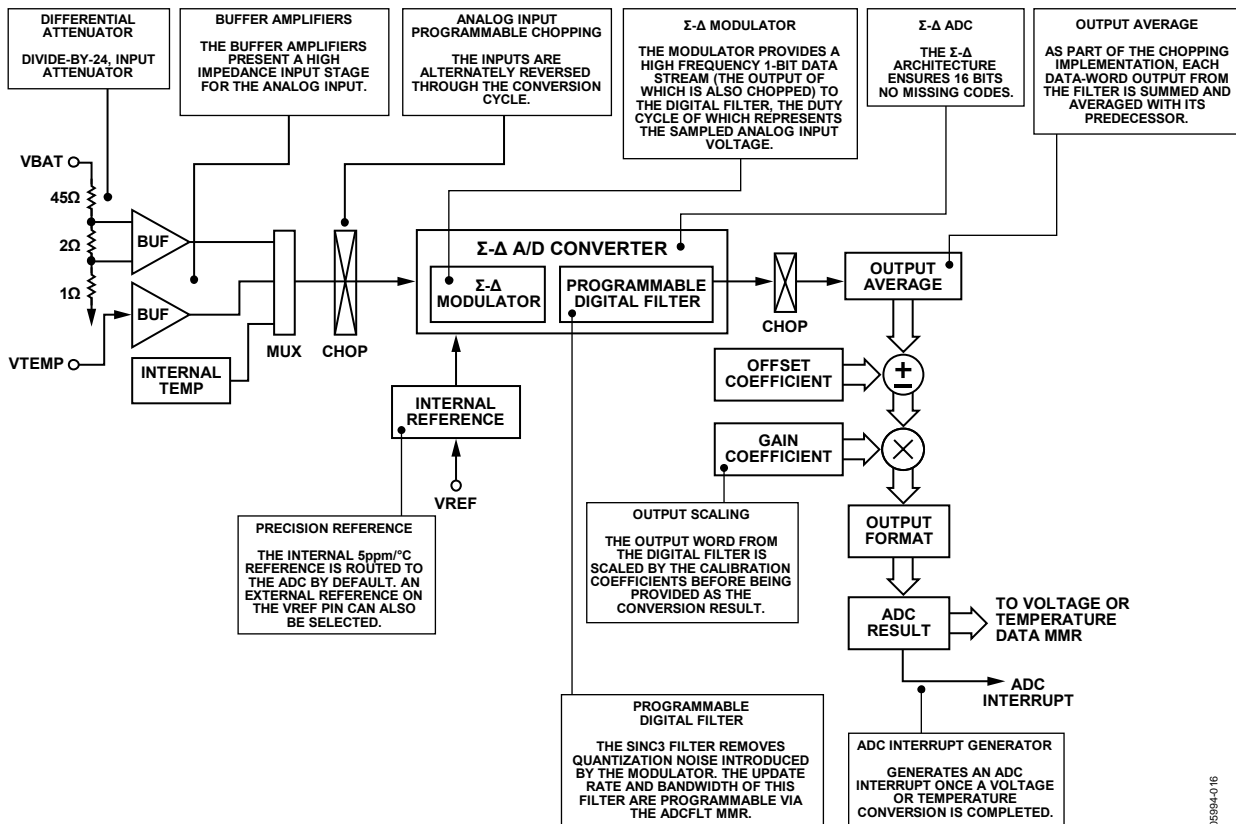 DIFFERENTIAL
ATTENUATOR
DIVIDE-BY-24, INPUT
ATTENUATOR
BUFFER AMPLIFIERS
THE BUFFER AMPLIFIERS
PRESENT A HIGH
IMPEDANCE INPUT STAGE
FOR THE ANALOG INPUT.
ANALOG INPUT
PROGRAMMABLE CHOPPING
THE INPUTS ARE
ALTERNATELY REVERSED
THROUGH THE CONVERSION
CYCLE.
Σ-Δ MODULATOR
THE MODULATOR PROVIDES A
HIGH FREQUENCY 1-BIT DATA
STREAM (THE OUTPUT OF
WHICH IS ALSO CHOPPED) TO
THE DIGITAL FILTER, THE DUTY
CYCLE OF WHICH REPRESENTS
THE SAMPLED ANALOG INPUT
VOLTAGE.
Σ-Δ ADC
THE Σ-Δ
ARCHITECTURE
ENSURES 16 BITS
NO MISSING CODES.
OUTPUT AVERAGE
AS PART OF THE CHOPPING
IMPLEMENTATION, EACH
DATA-WORD OUTPUT FROM
THE FILTER IS SUMMED AND
AVERAGED WITH ITS
PREDECESSOR.
VBAT
45Ω
2Ω
1Ω
BUF
BUF
VTEMP
INTERNAL
TEMP
MUX
CHOP
Σ-Δ A/D CONVERTER
Σ-Δ
MODULATOR
PROGRAMMABLE
DIGITAL FILTER
CHOP
OUTPUT
AVERAGE
INTERNAL
REFERENCE
VREF
OFFSET
COEFFICIENT
GAIN
COEFFICIENT
OUTPUT
FORMAT
ADC
RESULT
TO VOLTAGE OR
TEMPERATURE
DATA MMR
ADC
INTERRUPT
PRECISION REFERENCE
THE INTERNAL 5ppm/°C
REFERENCE IS ROUTED TO
THE ADC BY DEFAULT. AN
EXTERNAL REFERENCE ON
THE VREF PIN CAN ALSO
BE SELECTED.
OUTPUT SCALING
THE OUTPUT WORD FROM
THE DIGITAL FILTER IS
SCALED BY THE CALIBRATION
COEFFICIENTS BEFORE BEING
PROVIDED AS THE
CONVERSION RESULT.
PROGRAMMABLE
DIGITAL FILTER
THE SINC3 FILTER REMOVES
QUANTIZATION NOISE INTRODUCED
BY THE MODULATOR. THE UPDATE
RATE AND BANDWIDTH OF THIS
FILTER ARE PROGRAMMABLE VIA
THE ADCFLT MMR.
ADC INTERRUPT GENERATOR
GENERATES AN ADC
INTERRUPT ONCE A VOLTAGE
OR TEMPERATURE
CONVERSION IS COMPLETED.
05994-016